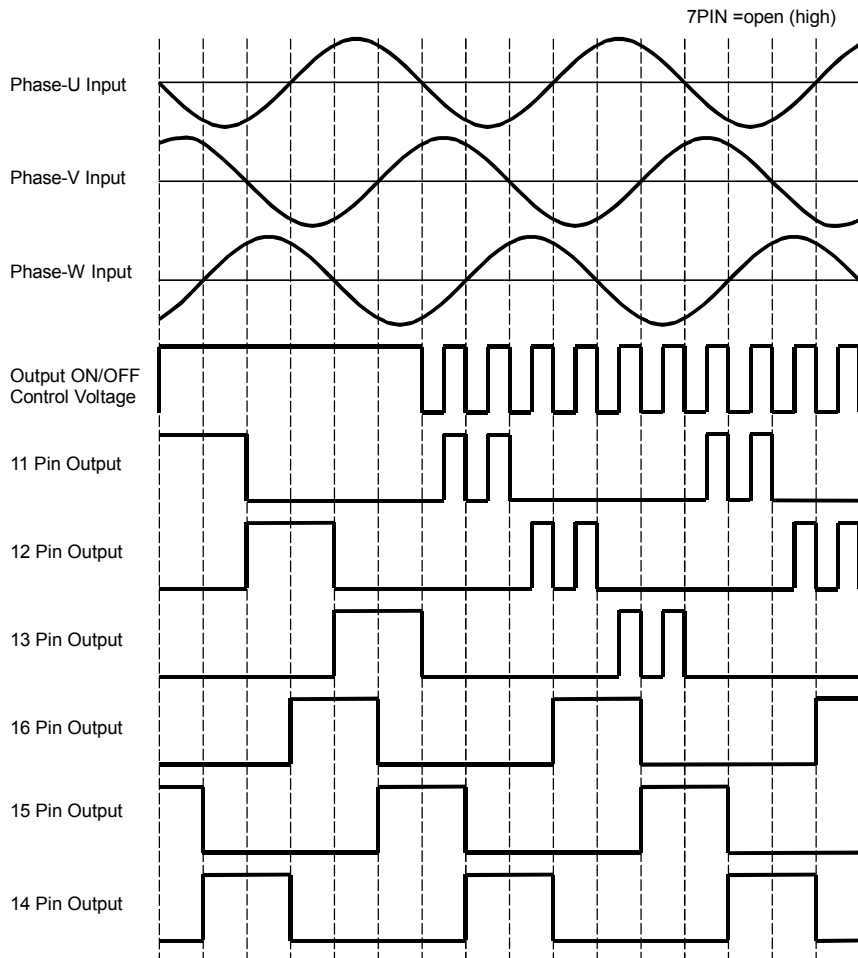 7PIN =open (high)
Phase-U Input
Phase-V Input
Phase-W Input
Output ON/OFF
Control Voltage
11 Pin Output
12 Pin Output
13 Pin Output
16 Pin Output
15 Pin Output
14 Pin Output